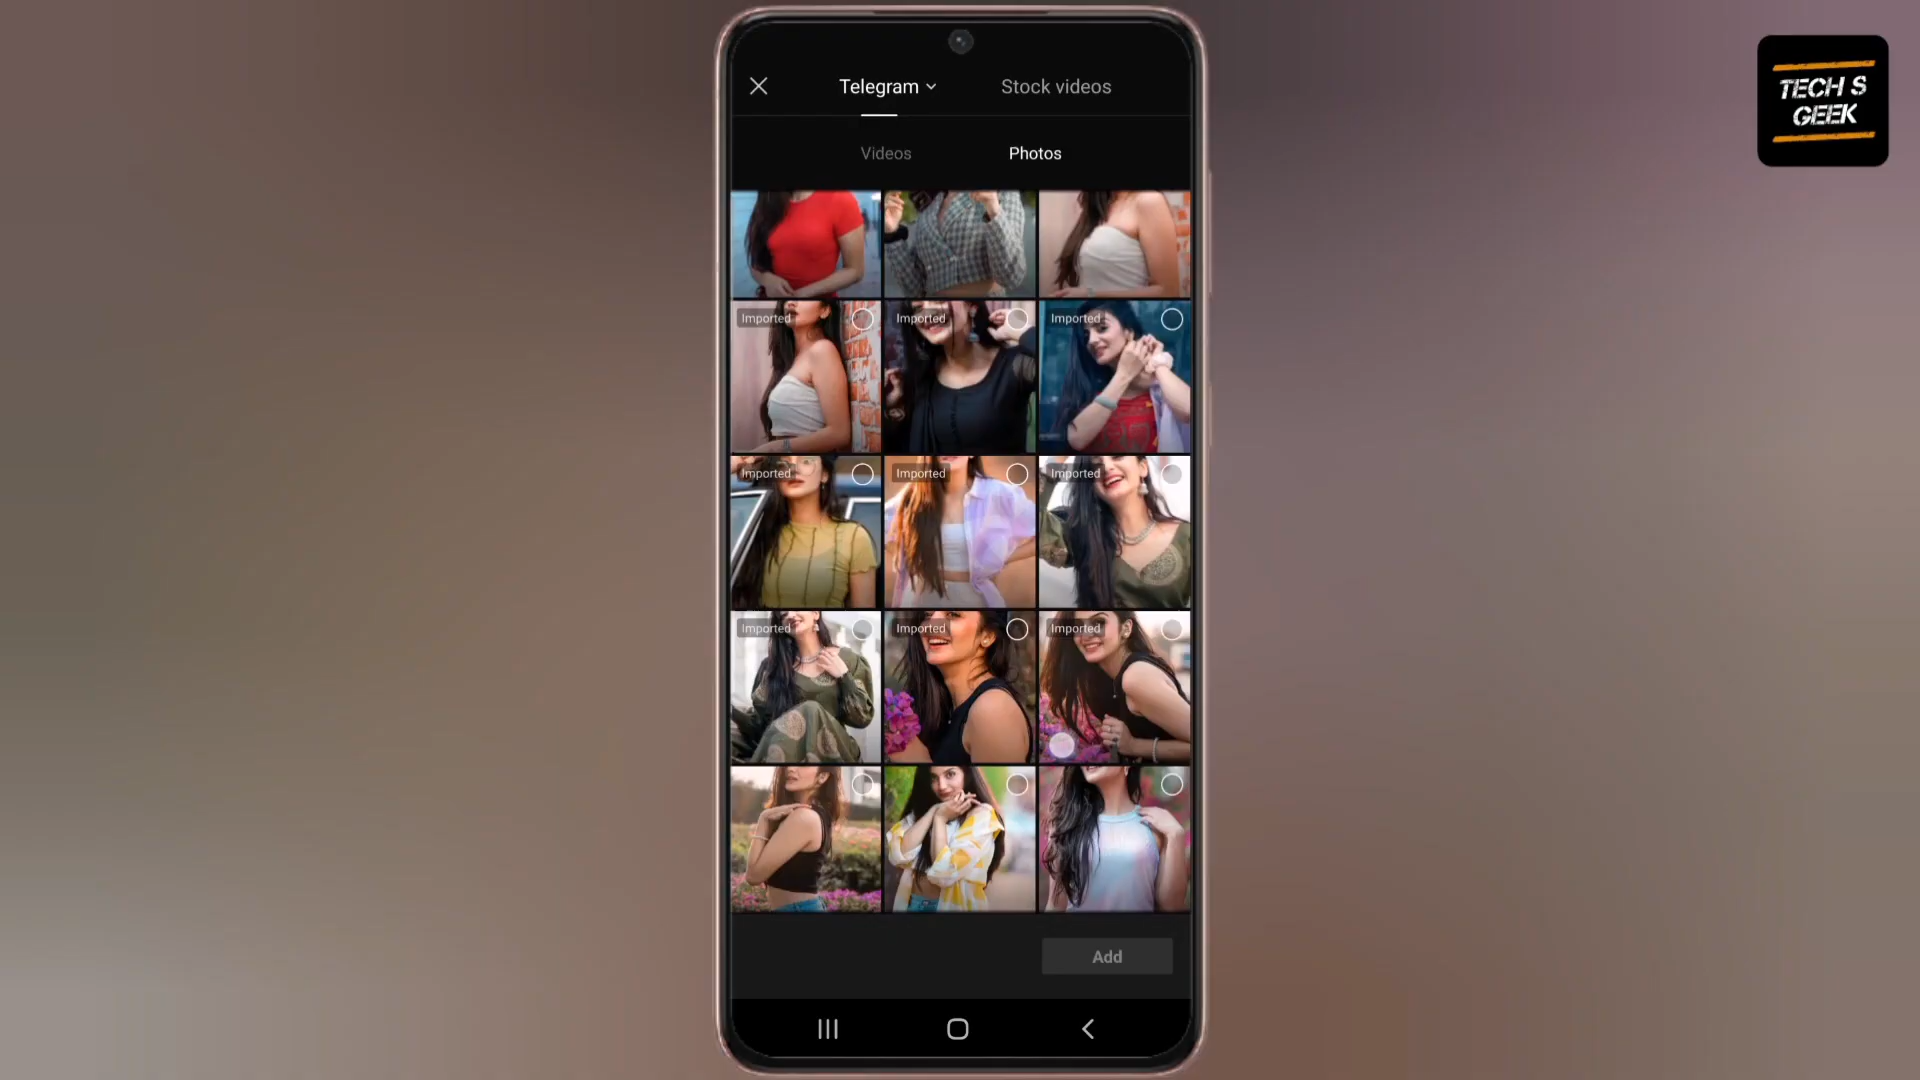 Telegram Stock videos
Videos Photos
Imported Imported Imported
Imported Imported Imported
Imported Imported Imported
Add
TECH S
GEEK